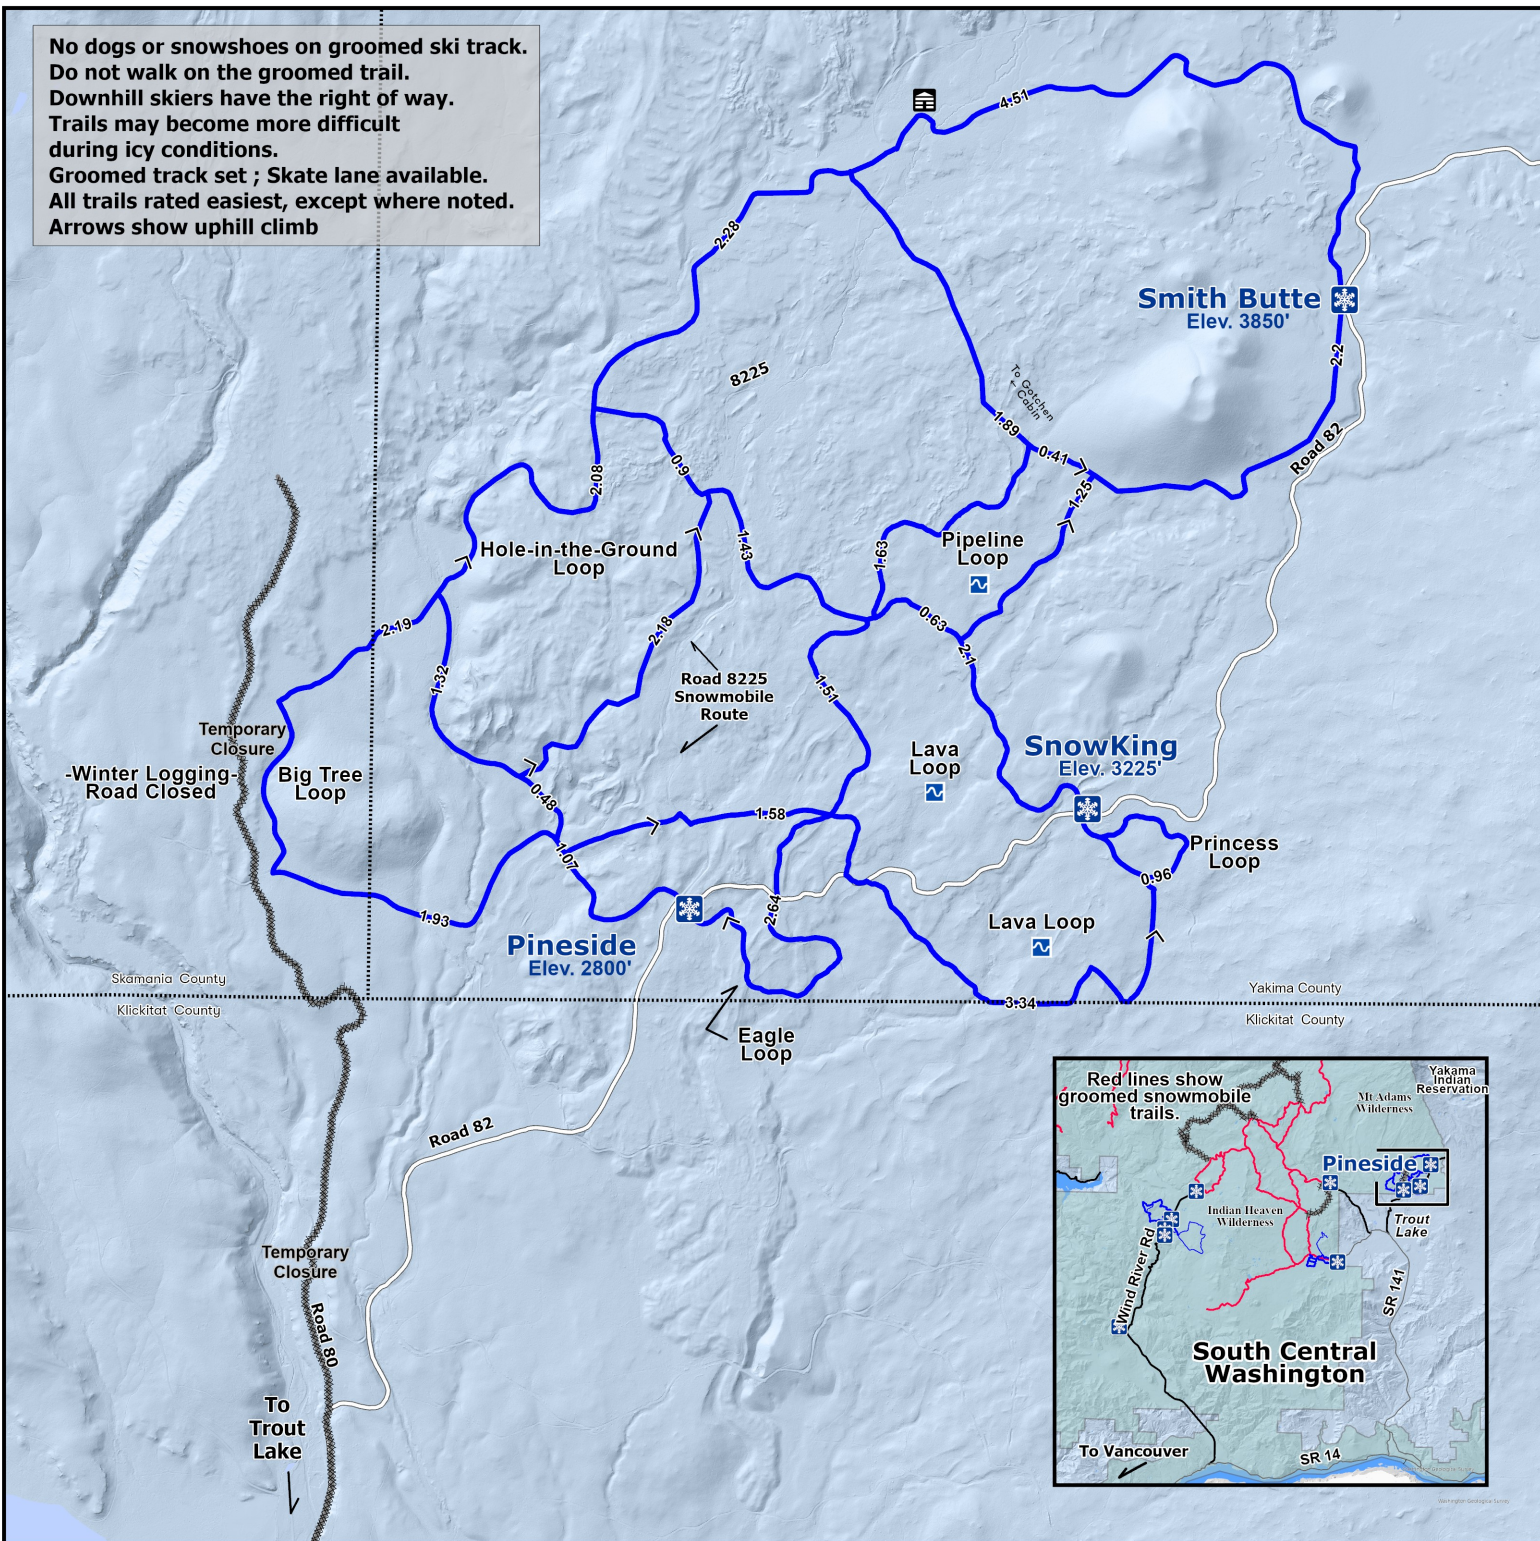 No dogs or snowshoes on groomed ski track.
Do not walk on the groomed trail.
Downhill skiers have the right of way.
Trails may become more difficult
during icy conditions.
Groomed track set ; Skate lane available.
All trails rated easiest, except where noted.
Arrows show uphill climb
4.51
2.28
Smith Butte
Elev. 3850'
2.2
8225
To Gotchen
← Cabin
1.89
0.41
Road 82
0.9
2.08
1.25
1.43
Hole-in-the-Ground
Loop
1.63
Pipeline
Loop
0.63
2.19
2.18
2.1
1.32
Road 8225
Snowmobile
Route
1.51
Temporary
Closure
-Winter Logging-
Road Closed
Big Tree
Loop
Lava
Loop
SnowKing
Elev. 3225'
0.48
1.58
Princess
Loop
1.07
0.96
2.64
1.93
Lava Loop
Pineside
Elev. 2800'
Skamania County
Klickitat County
Yakima County
Klickitat County
3.34
Eagle
Loop
Road 82
Temporary
Closure
Road 80
To
Trout
Lake
Red lines show
groomed snowmobile
trails.
Yakama
Indian
Reservation
Mt Adams
Wilderness
Pineside
Indian Heaven
Wilderness
Trout
Lake
Wind River Rd
SR 141
South Central
Washington
To Vancouver
SR 14
Washington Geological Survey